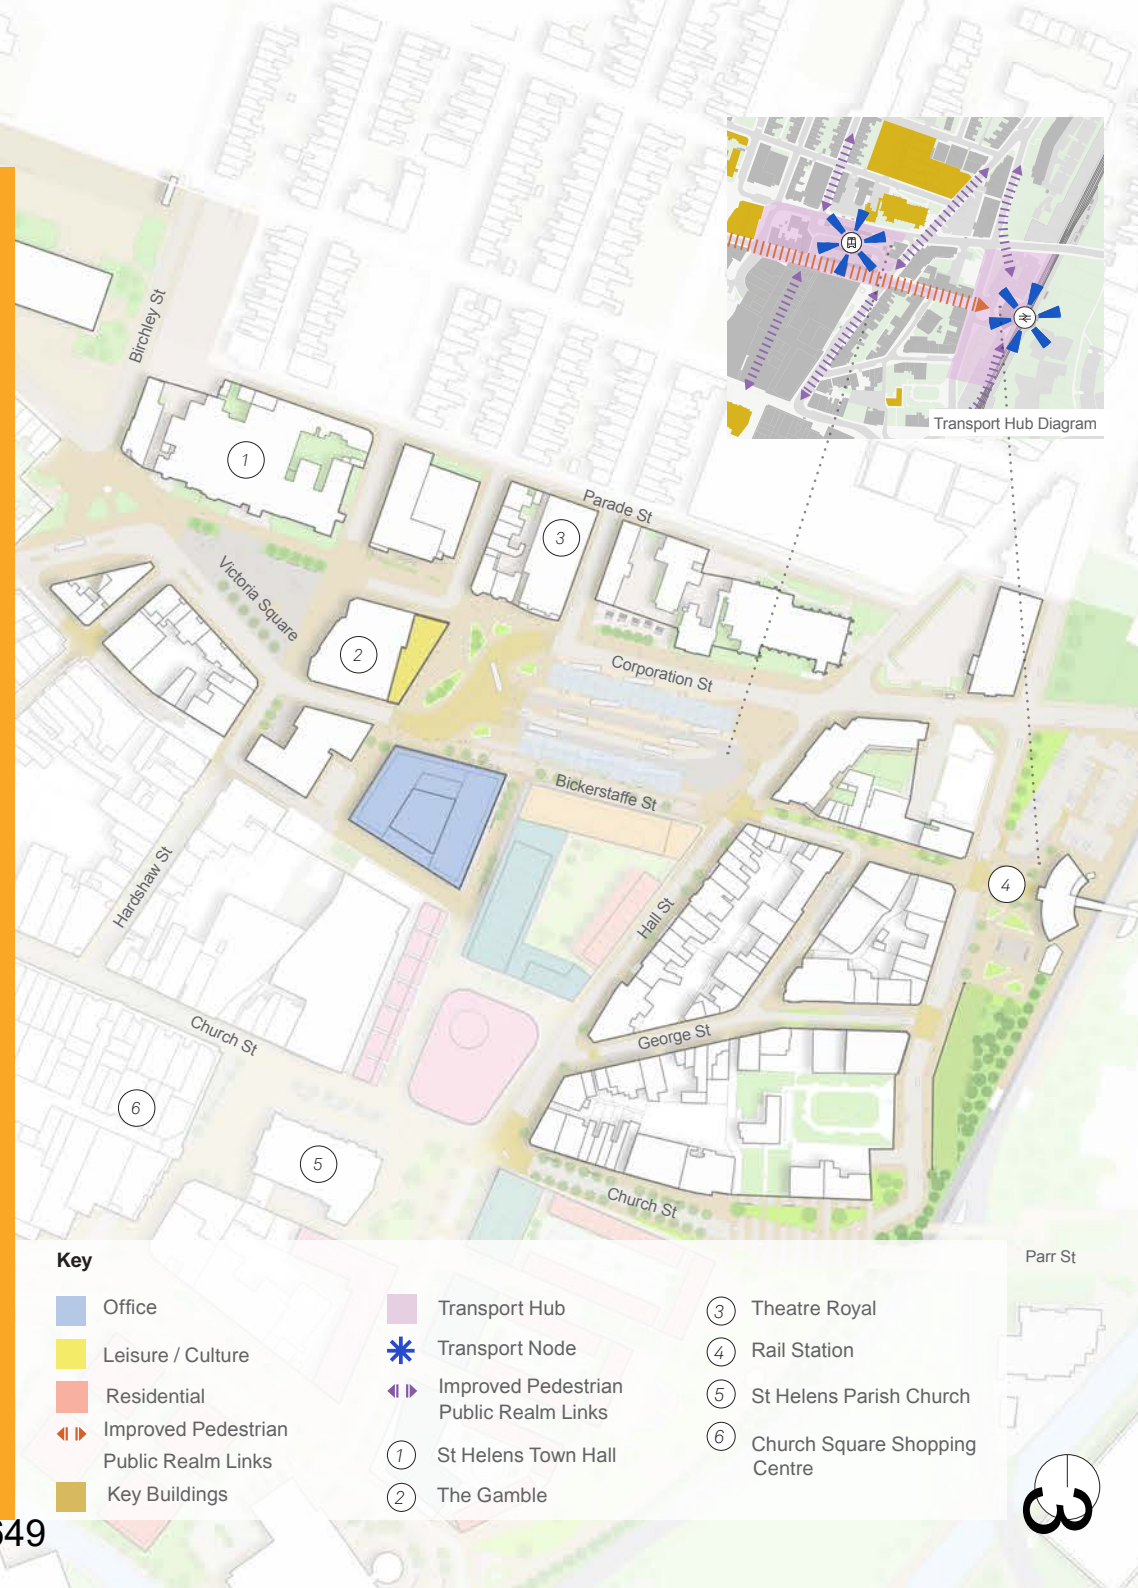 Transport Hub Diagram
Birchley St
1
Parade St
3
Victoria Square
2
Corporation St
Bickerstaffe St
Hardshaw St
4
Hall St
Church St
George St
6
5
Church St
Parr St
Key
Office
Leisure / Culture
Residential
Improved Pedestrian
Public Realm Links
Key Buildings
Transport Hub
Transport Node
Improved Pedestrian
Public Realm Links
1 St Helens Town Hall
2 The Gamble
3 Theatre Royal
4 Rail Station
5 St Helens Parish Church
6 Church Square Shopping
Centre